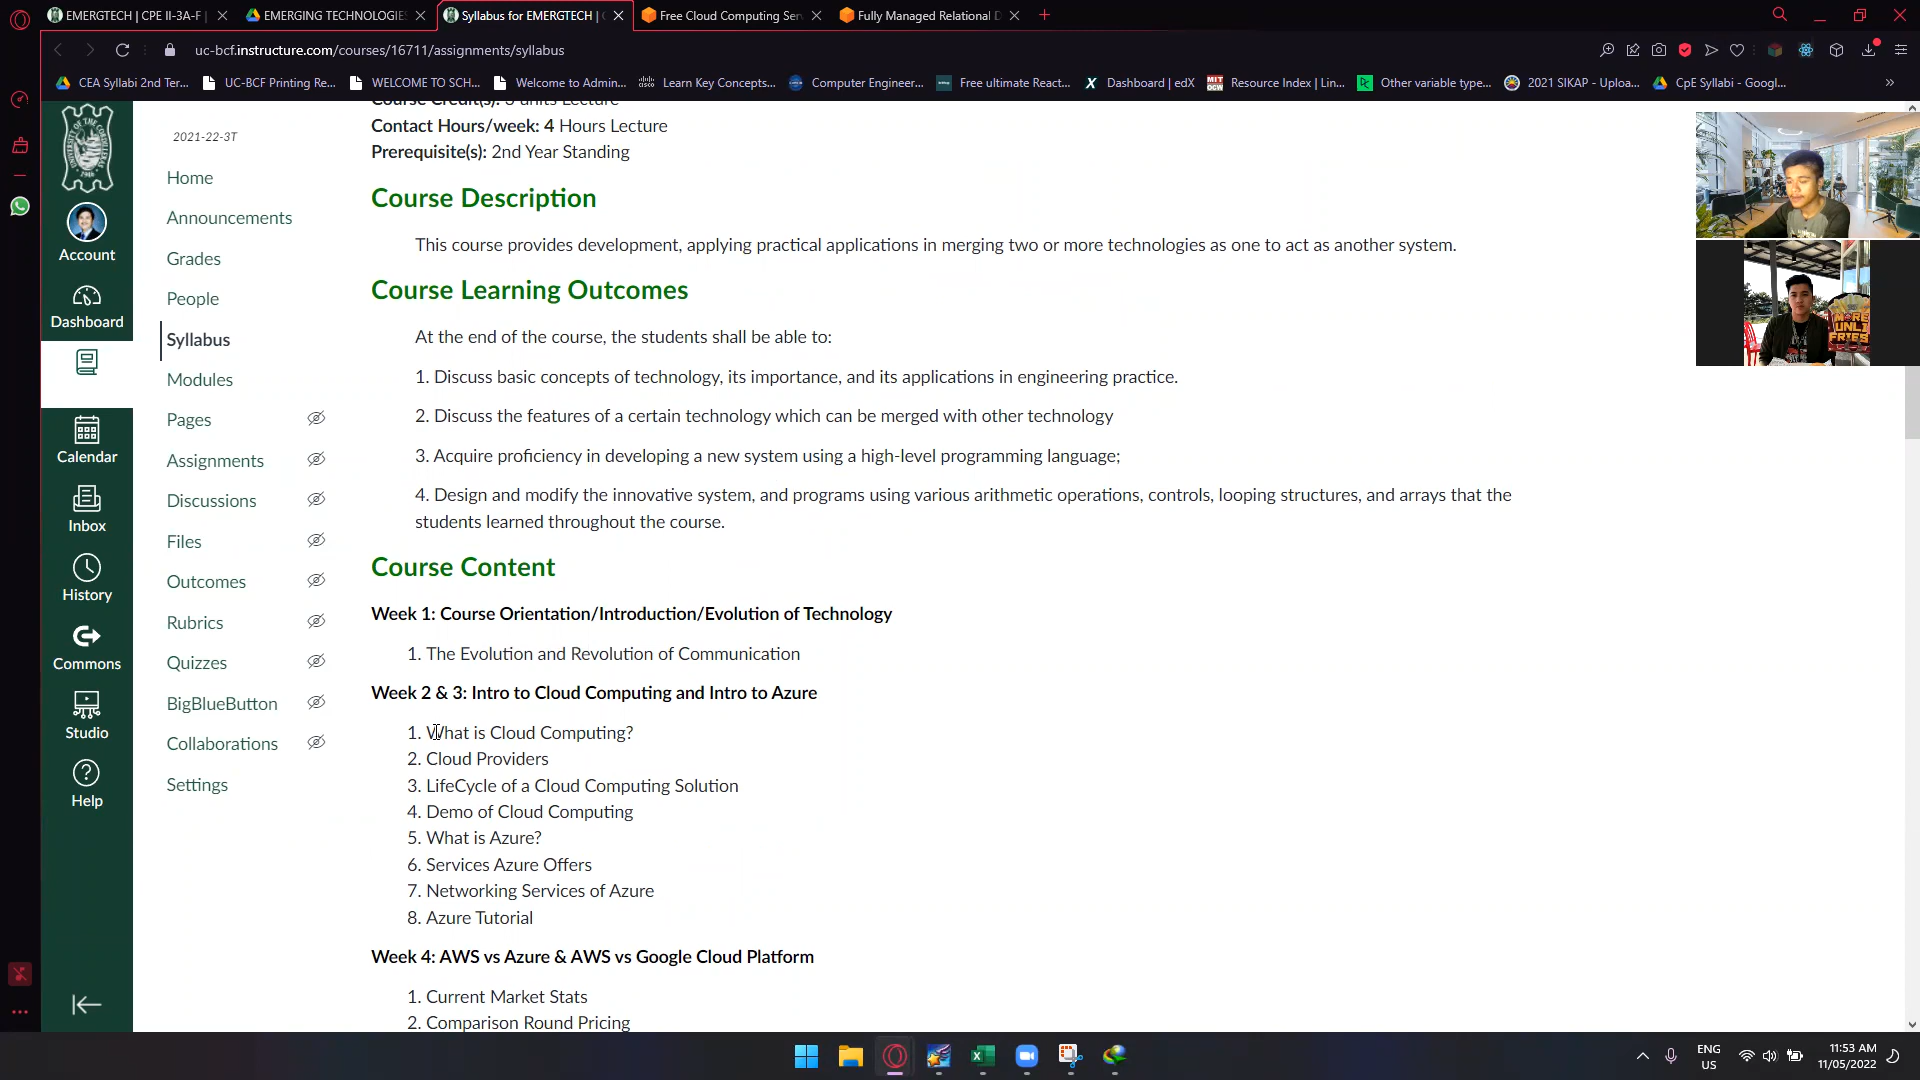 EMERGTECH | CPE II-3A-F |
EMERGING TECHNOLOGIES
Syllabus for EMERGTECH |
Free Cloud Computing Ser
Fully Managed Relational D
uc-bcf.instructure.com/courses/16711/assignments/syllabus
CEA Syllabi 2nd Ter...
UC-BCF Printing Re...
WELCOME TO SCH...
Welcome to Admin...
Learn Key Concepts...
Computer Engineer...
Free ultimate React...
Dashboard | edX
Resource Index | Lin...
Other variable type...
2021 SIKAP - Uploa...
CpE Syllabi - Googl...
Account
Dashboard
Calendar
Inbox
History
Commons
Studio
Help
2021-22-3T
Home
Announcements
Grades
People
Syllabus
Modules
Pages
Assignments
Discussions
Files
Outcomes
Rubrics
Quizzes
BigBlueButton
Collaborations
Settings
Course Credit(s): 3 units Lecture
Contact Hours/week: 4 Hours Lecture
Prerequisite(s): 2nd Year Standing
Course Description
This course provides development, applying practical applications in merging two or more technologies as one to act as another system.
Course Learning Outcomes
At the end of the course, the students shall be able to:
1. Discuss basic concepts of technology, its importance, and its applications in engineering practice.
2. Discuss the features of a certain technology which can be merged with other technology
3. Acquire proficiency in developing a new system using a high-level programming language;
4. Design and modify the innovative system, and programs using various arithmetic operations, controls, looping structures, and arrays that the
students learned throughout the course.
Course Content
Week 1: Course Orientation/Introduction/Evolution of Technology
1. The Evolution and Revolution of Communication
Week 2 & 3: Intro to Cloud Computing and Intro to Azure
1. What is Cloud Computing?
2. Cloud Providers
3. LifeCycle of a Cloud Computing Solution
4. Demo of Cloud Computing
5. What is Azure?
6. Services Azure Offers
7. Networking Services of Azure
8. Azure Tutorial
Week 4: AWS vs Azure & AWS vs Google Cloud Platform
1. Current Market Stats
2. Comparison Round Pricing
MORE
UNLI
FRIES
ENG
US
11:53 AM
11/05/2022